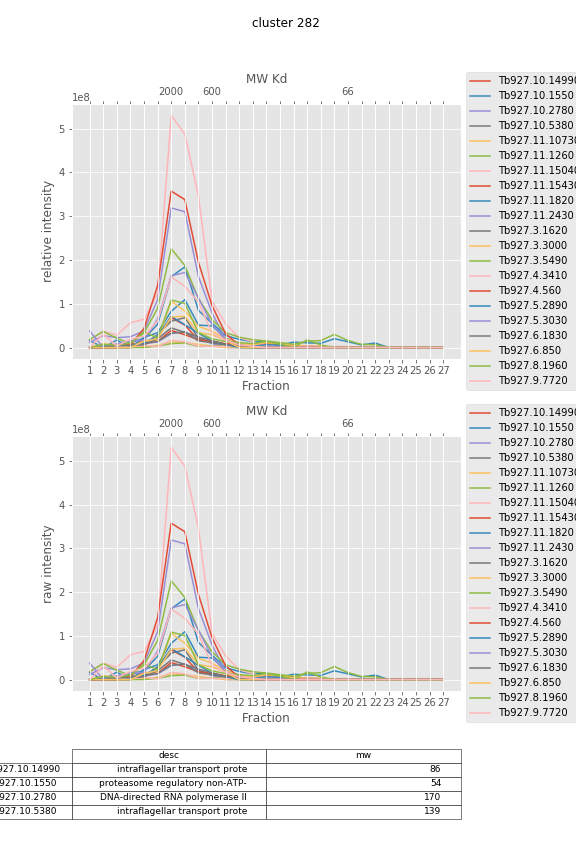 cluster 282
MW Kd
2000 600 66
1e8
5
4
3
2
1
0
relative intensity
1 2 3 4 5 6 7 8 9 10 11 12 13 14 15 16 17 18 19 20 21 22 23 24 25 26 27
Fraction
Tb927.10.14990
Tb927.10.1550
Tb927.10.2780
Tb927.10.5380
Tb927.11.10730
Tb927.11.1260
Tb927.11.15040
Tb927.11.15430
Tb927.11.1820
Tb927.11.2430
Tb927.3.1620
Tb927.3.3000
Tb927.3.5490
Tb927.4.3410
Tb927.4.560
Tb927.5.2890
Tb927.5.3030
Tb927.6.1830
Tb927.6.850
Tb927.8.1960
Tb927.9.7720
MW Kd
2000 600 66
1e8
5
4
3
2
1
0
raw intensity
1 2 3 4 5 6 7 8 9 10 11 12 13 14 15 16 17 18 19 20 21 22 23 24 25 26 27
Fraction
Tb927.10.14990
Tb927.10.1550
Tb927.10.2780
Tb927.10.5380
Tb927.11.10730
Tb927.11.1260
Tb927.11.15040
Tb927.11.15430
Tb927.11.1820
Tb927.11.2430
Tb927.3.1620
Tb927.3.3000
Tb927.3.5490
Tb927.4.3410
Tb927.4.560
Tb927.5.2890
Tb927.5.3030
Tb927.6.1830
Tb927.6.850
Tb927.8.1960
Tb927.9.7720
desc mw
927.10.14990 intraflagellar transport prote 86
927.10.1550 proteasome regulatory non-ATP- 54
927.10.2780 DNA-directed RNA polymerase II 170
927.10.5380 intraflagellar transport prote 139